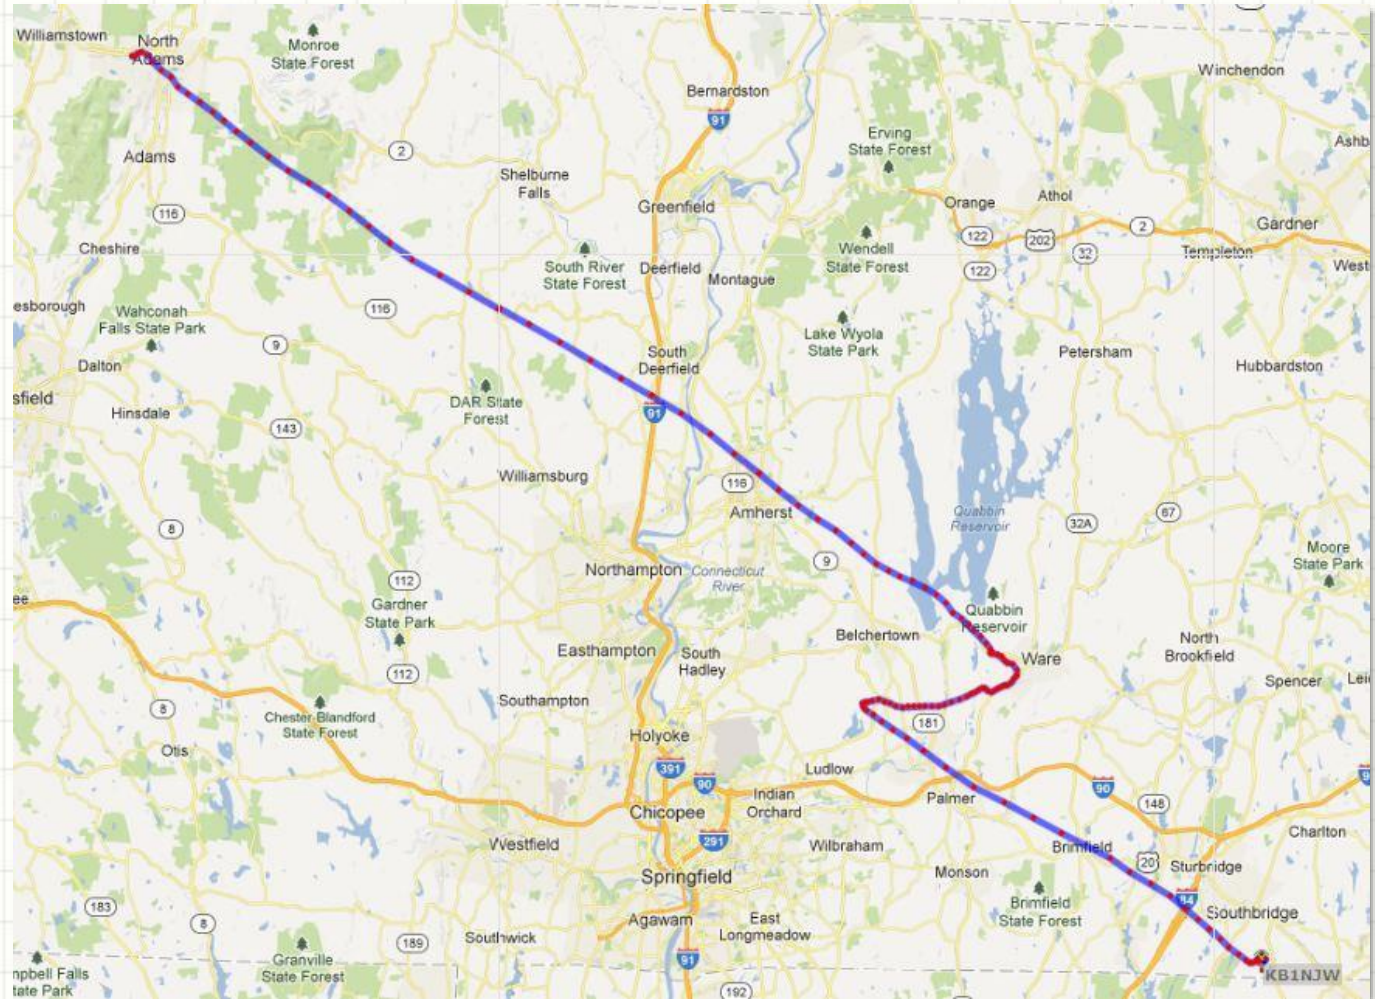 Williamstown
North
Adams
Monroe
State Forest
Winchendon
Bernardston
91
Erving
State Forest
Ashb
2
Adams
Shelburne
Falls
Orange
Athol
116
Greenfield
Gardner
122
202
2
32
Templeton
Cheshire
Wendell
State Forest
West
South River
State Forest
Deerfield
Montague
122
esborough
Wahconah
Falls State Park
116
9
Lake Wyola
State Park
South
Deerfield
Petersham
Hubbardston
Dalton
sfield
DAR State
Forest
Hinsdale
91
143
Williamsburg
116
Amherst
Quabbin
Reservoir
32A
67
8
Moore
State Park
9
Northampton
Connecticut
River
112
ee
Gardner
State Park
Quabbin
Reservoir
Belchertown
North
Brookfield
Easthampton
South
Hadley
Ware
112
Spencer
Lei
Southampton
8
Chester-Blandford
State Forest
181
Holyoke
Otis
391
90
Ludlow
9
90
Palmer
Indian
Orchard
148
Chicopee
Charlton
291
Westfield
Wilbraham
Brimfield
20
Sturbridge
Monson
Springfield
Brimfield
State Forest
84
183
8
Agawam
East
Longmeadow
Southbridge
189
Southwick
Granville
State Forest
91
mpbell Falls
tate Park
KB1NJW
192